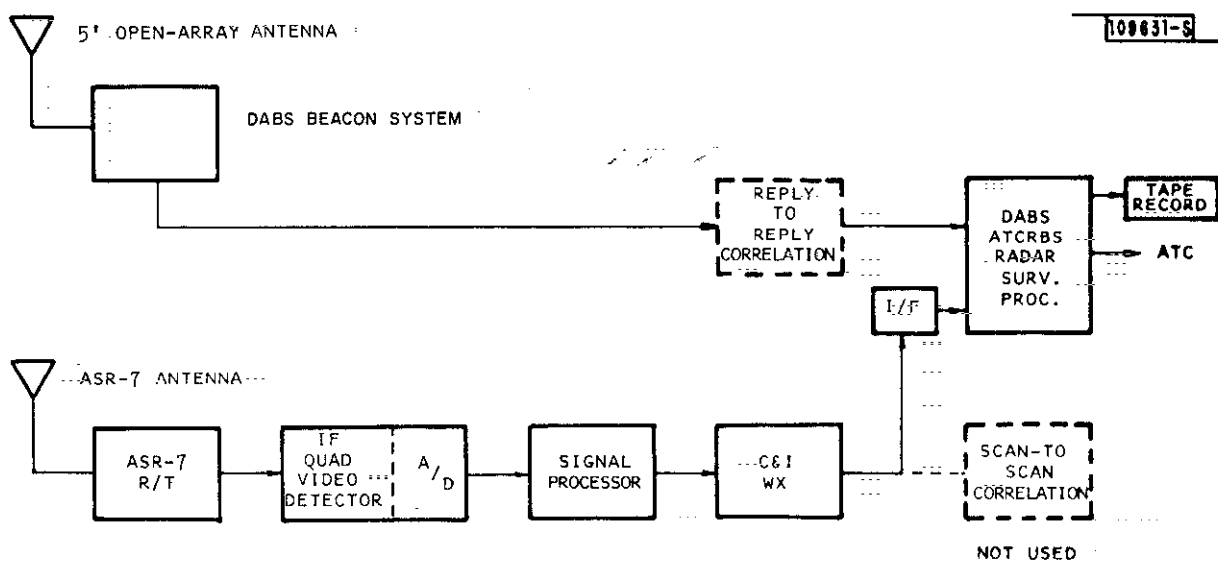 5' OPEN-ARRAY ANTENNA
109631-S
DABS BEACON SYSTEM
REPLY
TO
REPLY
CORRELATION
DABS
ATCRBS
RADAR
SURV.
PROC.
TAPE
RECORD
ATC
I/F
ASR-7 ANTENNA
ASR-7
R/T
IF
QUAD
VIDEO
DETECTOR
A/D
SIGNAL
PROCESSOR
C&I
WX
SCAN-TO
SCAN
CORRELATION
NOT USED